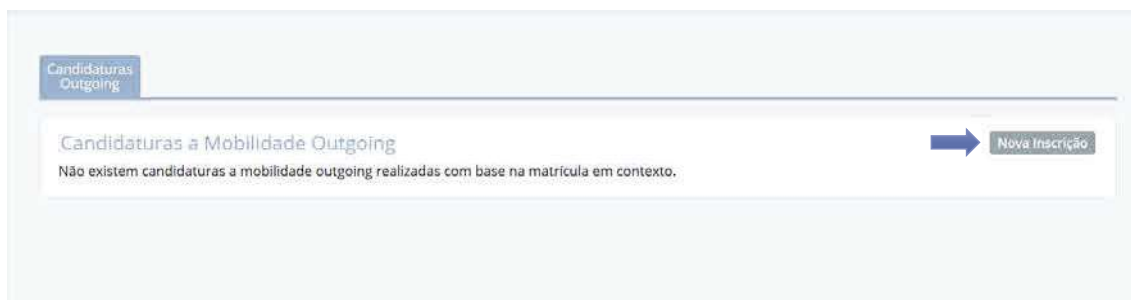 Candidaturas
Outgoing
Candidaturas a Mobilidade Outgoing
Nova Inscrição
Não existem candidaturas a mobilidade outgoing realizadas com base na matrícula em contexto.